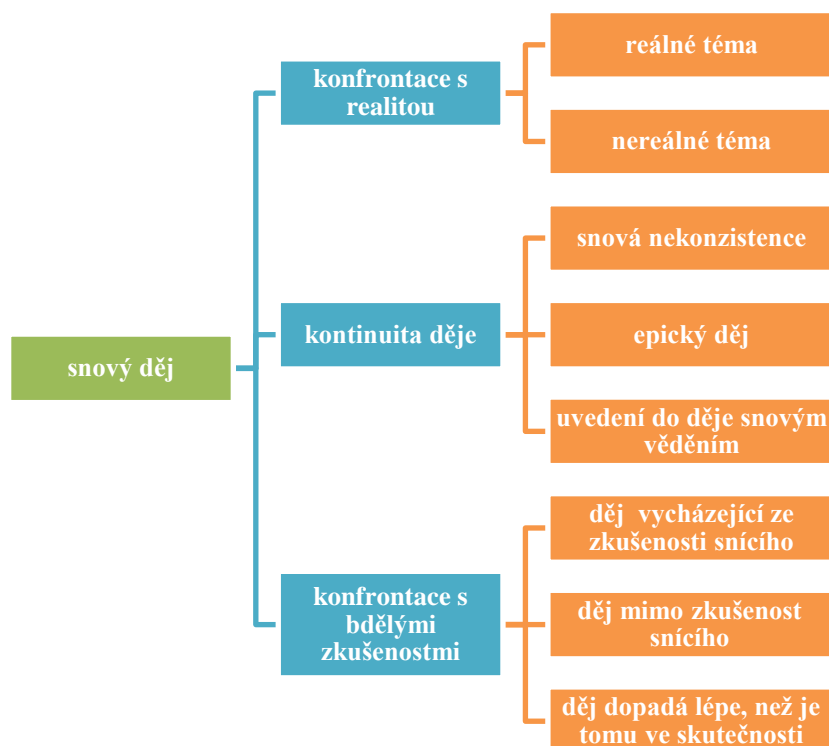 snový děj
konfrontace s
realitou
reálné téma
nereálné téma
kontinuita děje
snová nekonzistence
epický děj
uvedení do děje snovým
věděním
konfrontace s
bdělými
zkušenostmi
děj vycházející ze
zkušenosti snícího
děj mimo zkušenost
snícího
děj dopadá lépe, než je
tomu ve skutečnosti